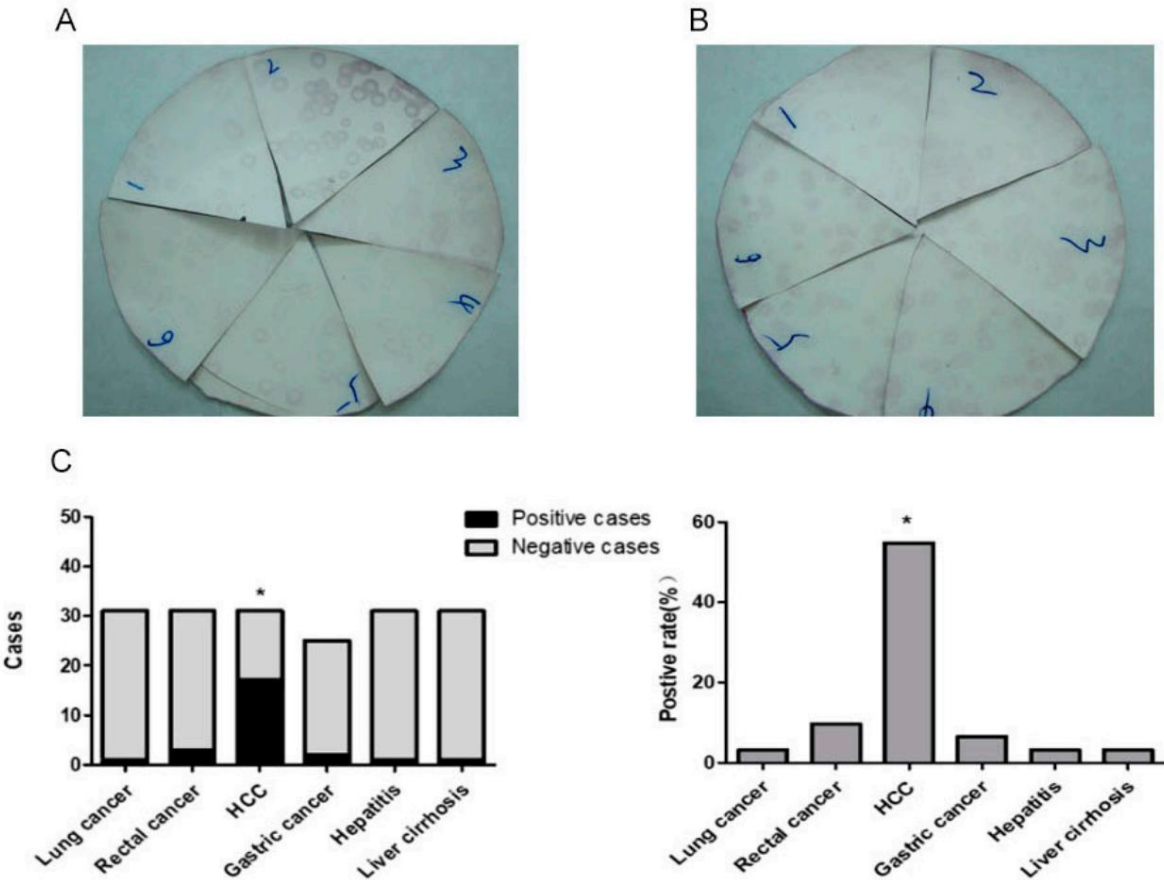 A
B
1
2
3
4
5
6
1
2
3
6
5
C
50
40
30
20
10
0
Cases
*
Positive cases
Negative cases
Lung cancer
Rectal cancer
HCC
Gastric cancer
Hepatitis
Liver cirrhosis
60
40
20
0
Postive rate(%)
*
Lung cancer
Rectal cancer
HCC
Gastric cancer
Hepatitis
Liver cirrhosis